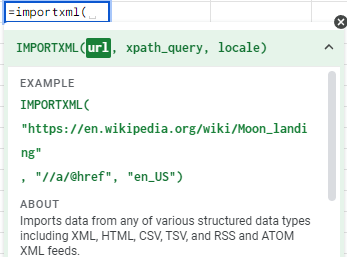 =importxml(
IMPORTXML(url, xpath_query, locale)
EXAMPLE
IMPORTXML(
"https://en.wikipedia.org/wiki/Moon_landi
ng"
, "//a/@href", "en_US")
ABOUT
Imports data from any of various structured data types
including XML, HTML, CSV, TSV, and RSS and ATOM
XML feeds.